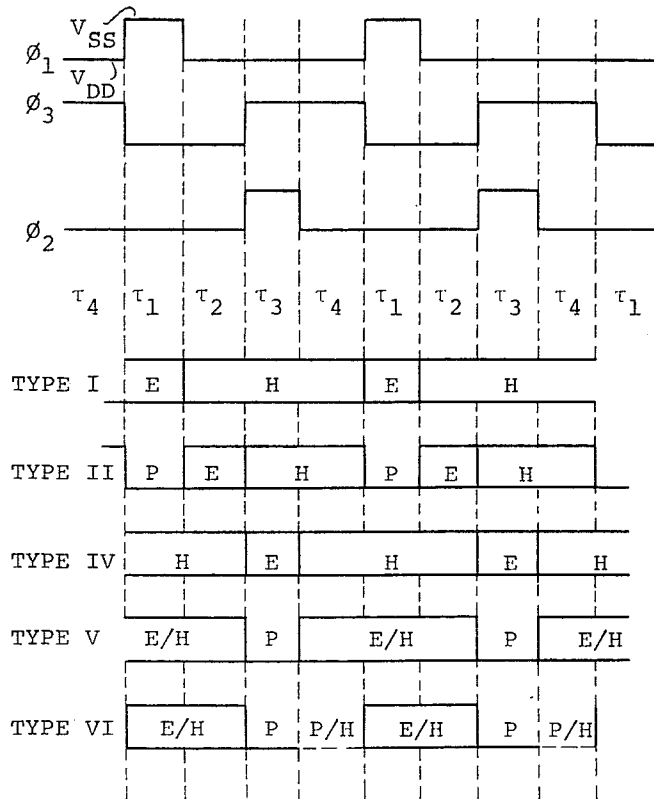 V_SS
ø_1
V_DD
ø_3
ø_2
τ_4 τ_1 τ_2 τ_3 τ_4 τ_1 τ_2 τ_3 τ_4 τ_1
TYPE I E H E H
TYPE II P E H P E H
TYPE IV H E H E H
TYPE V E/H P E/H P E/H
TYPE VI E/H P P/H E/H P P/H